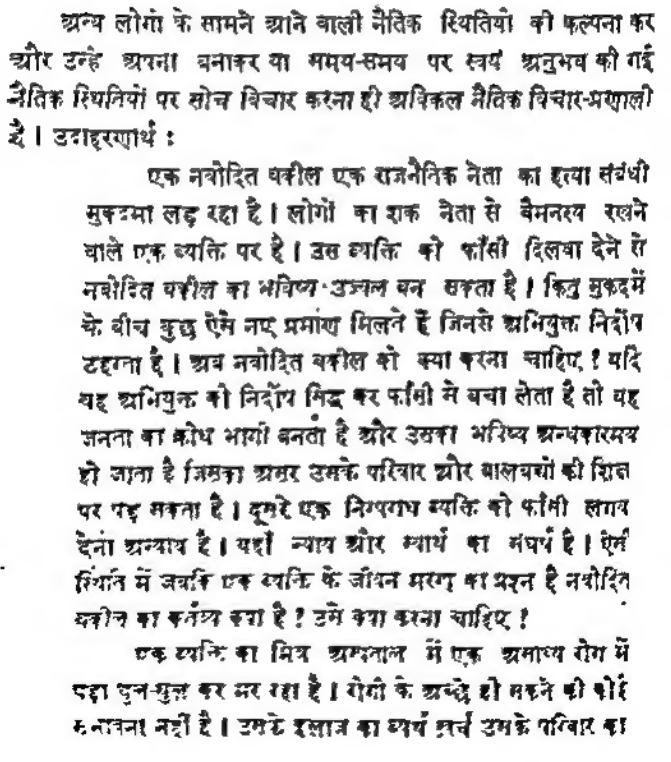 अन्य लोगों के सामने आने वाली नैतिक स्थितियों की कल्पना कर
और उन्हे अपना बनाकर या समय-समय पर स्वयं अनुभव की गई
नैतिक स्थितियों पर सोच विचार करना ही अविकल नैतिक विचार-प्रणाली
है । उदाहरणार्थ :
एक नवोदित वकील एक राजनैतिक नेता का हत्या संबंधी
मुकदमा लड़ रहा है । लोगों का शक नेता से वैमनस्य रखने
वाले एक व्यक्ति पर है । उस व्यक्ति को फाँसी दिलवा देने से
नवोदित वकील का भविष्य उज्वल बन सकता है । किंतु मुकदमें
के बीच कुछ ऐसे नए प्रमाण मिलते हैं जिनसे अभियुक्त निर्दोष
ठहरता है । अब नवोदित वकील को क्या करना चाहिए ? यदि
वह अभियुक्त को निर्दोष सिद्ध कर फाँसी से बचा लेता है तो वह
जनता का क्रोध भागी बनता है और उसका भविष्य अन्धकारमय
हो जाता है जिसका असर उसके परिवार और बालबच्चों की शिक्ष
पर पड़ सकता है । दूसरे एक निरपराध व्यक्ति को फाँसी लगव
देना अन्याय है । यहाँ न्याय और स्वार्थ का संघर्ष है । ऐसी
स्थिति में जबकि एक व्यक्ति के जीवन मरण का प्रश्न है नवोदित
वकील का कर्तव्य क्या है ? उसे क्या करना चाहिए ?
एक व्यक्ति का मित्र अस्पताल में एक असाध्य रोग में
पड़ा घुल-घुल कर मर रहा है । रोगी के अच्छे हो सकने की कोई
संभावना नहीं है । उसके इलाज का व्यर्थ खर्च उसके परिवार का